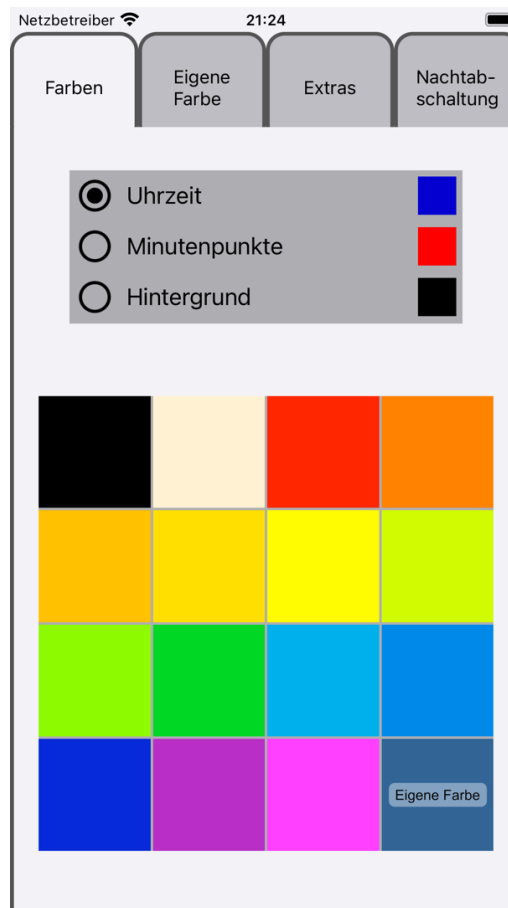 Netzbetreiber 21:24
Farben
Eigene
Farbe
Extras
Nachtab-
schaltung
Uhrzeit
Minutenpunkte
Hintergrund
Eigene Farbe